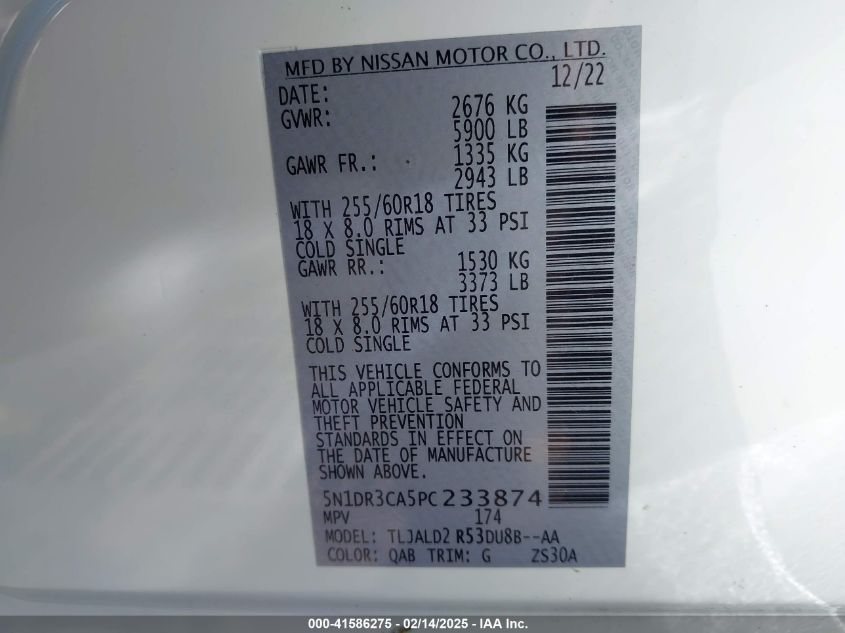 MFD BY NISSAN MOTOR CO., LTD.
DATE: 12/22
GVWR: 2676 KG
5900 LB
GAWR FR.: 1335 KG
2943 LB
WITH 255/60R18 TIRES
18 X 8.0 RIMS AT 33 PSI
COLD SINGLE
GAWR RR.: 1530 KG
3373 LB
WITH 255/60R18 TIRES
18 X 8.0 RIMS AT 33 PSI
COLD SINGLE
THIS VEHICLE CONFORMS TO
ALL APPLICABLE FEDERAL
MOTOR VEHICLE SAFETY AND
THEFT PREVENTION
STANDARDS IN EFFECT ON
THE DATE OF MANUFACTURE
SHOWN ABOVE.
5N1DR3CA5PC233874
MPV 174
MODEL: TLJALD2 R53DU8B--AA
COLOR: QAB TRIM: G ZS30A
000-41586275 - 02/14/2025 - IAA Inc.